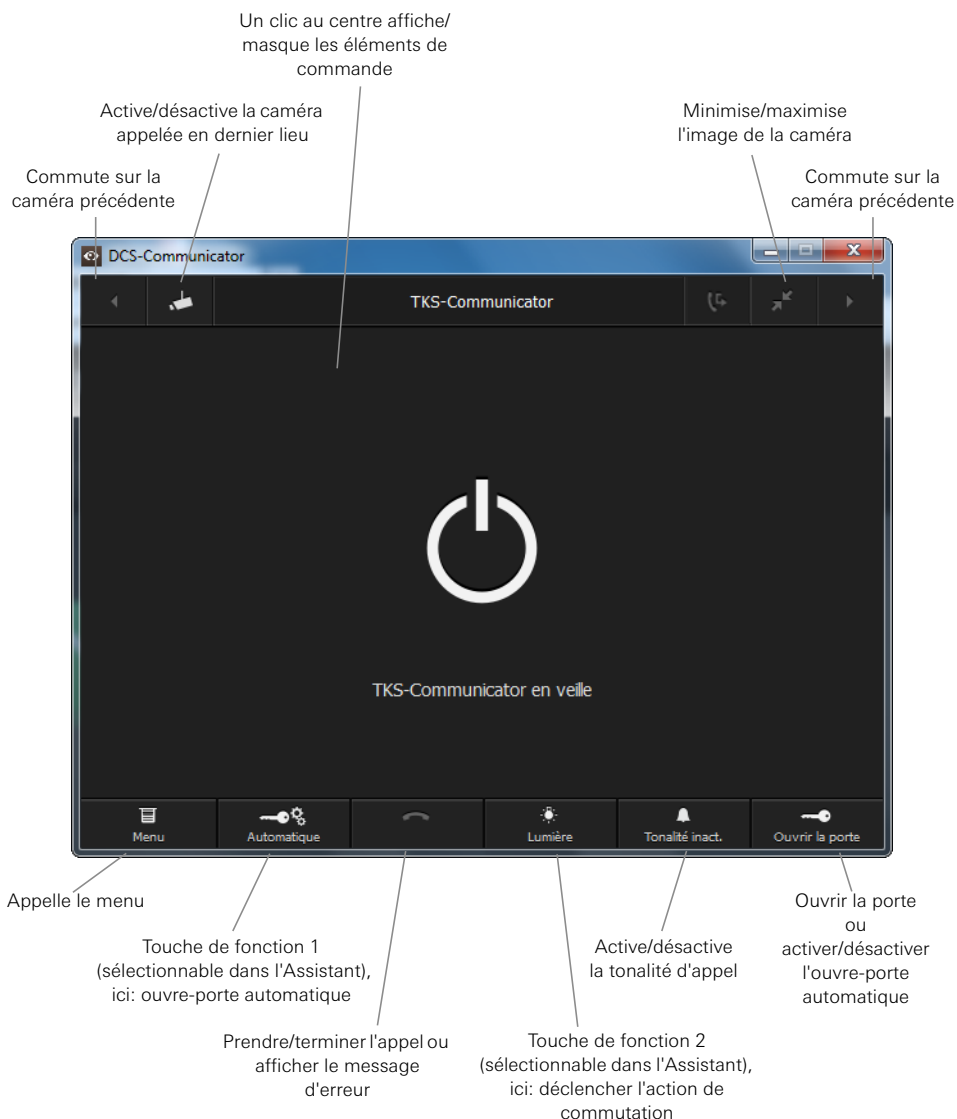 Un clic au centre affiche/
masque les éléments de
commande
Active/désactive la caméra
appelée en dernier lieu
Minimise/maximise
l'image de la caméra
Commute sur la
caméra précédente
Commute sur la
caméra précédente
DCS-Communicator
TKS-Communicator
TKS-Communicator en veille
Menu
Automatique
Lumière
Tonalité inact.
Ouvrir la porte
Appelle le menu
Touche de fonction 1
(sélectionnable dans l'Assistant),
ici: ouvre-porte automatique
Active/désactive
la tonalité d'appel
Ouvrir la porte
ou
activer/désactiver
l'ouvre-porte
automatique
Prendre/terminer l'appel ou
afficher le message
d'erreur
Touche de fonction 2
(sélectionnable dans l'Assistant),
ici: déclencher l'action de
commutation